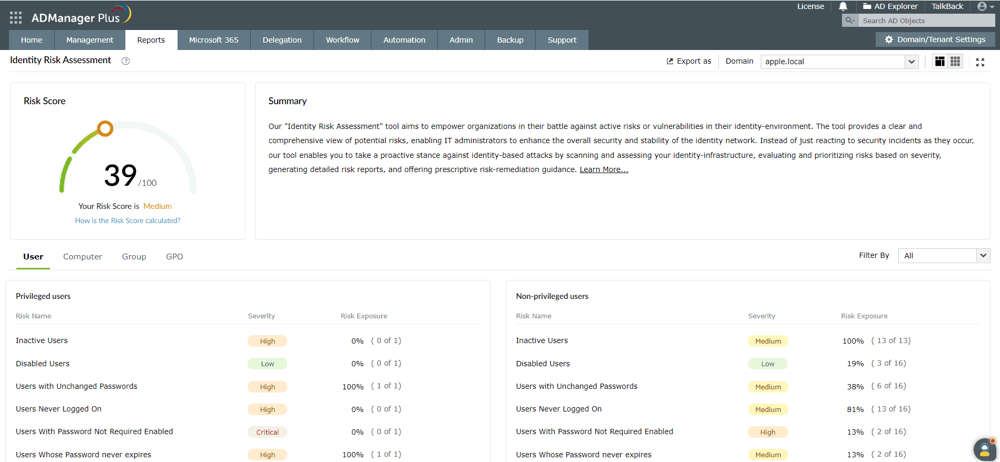 License
AD Explorer
TalkBack
ADManager Plus
Search AD Objects
Home
Management
Reports
Microsoft 365
Delegation
Workflow
Automation
Admin
Backup
Support
Domain/Tenant Settings
Identity Risk Assessment ?
Export as
Domain
apple.local
Risk Score
39 /100
Your Risk Score is Medium
How is the Risk Score calculated?
Summary
Our "Identity Risk Assessment" tool aims to empower organizations in their battle against active risks or vulnerabilities in their identity-environment. The tool provides a clear and
comprehensive view of potential risks, enabling IT administrators to enhance the overall security and stability of the identity network. Instead of just reacting to security incidents as they occur,
our tool enables you to take a proactive stance against identity-based attacks by scanning and assessing your identity-infrastructure, evaluating and prioritizing risks based on severity,
generating detailed risk reports, and offering prescriptive risk-remediation guidance. Learn More...
User
Computer
Group
GPO
Filter By
All
Privileged users
Risk Name Severity Risk Exposure
Inactive Users High 0% ( 0 of 1)
Disabled Users Low 0% ( 0 of 1)
Users with Unchanged Passwords High 100% ( 1 of 1)
Users Never Logged On High 0% ( 0 of 1)
Users With Password Not Required Enabled Critical 0% ( 0 of 1)
Users Whose Password never expires High 100% ( 1 of 1)
Non-privileged users
Risk Name Severity Risk Exposure
Inactive Users Medium 100% ( 13 of 13)
Disabled Users Low 19% ( 3 of 16)
Users with Unchanged Passwords Medium 38% ( 6 of 16)
Users Never Logged On Medium 81% ( 13 of 16)
Users With Password Not Required Enabled High 13% ( 2 of 16)
Users Whose Password never expires Medium 13% ( 2 of 16)